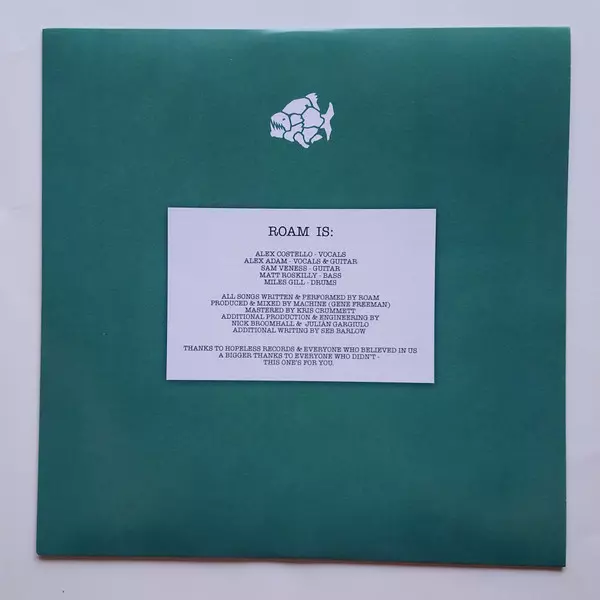 ROAM IS:
ALEX COSTELLO - VOCALS
ALEX ADAM - VOCALS & GUITAR
SAM VENESS - GUITAR
MATT ROSKILLY - BASS
MILES GILL - DRUMS
ALL SONGS WRITTEN & PERFORMED BY ROAM
PRODUCED & MIXED BY MACHINE (GENE FREEMAN)
MASTERED BY KRIS CRUMMETT
ADDITIONAL PRODUCTION & ENGINEERING BY
NICK BROOMHALL & JULIAN GARGIULO
ADDITIONAL WRITING BY SEB BARLOW
THANKS TO HOPELESS RECORDS & EVERYONE WHO BELIEVED IN US
A BIGGER THANKS TO EVERYONE WHO DIDN'T -
THIS ONE'S FOR YOU.